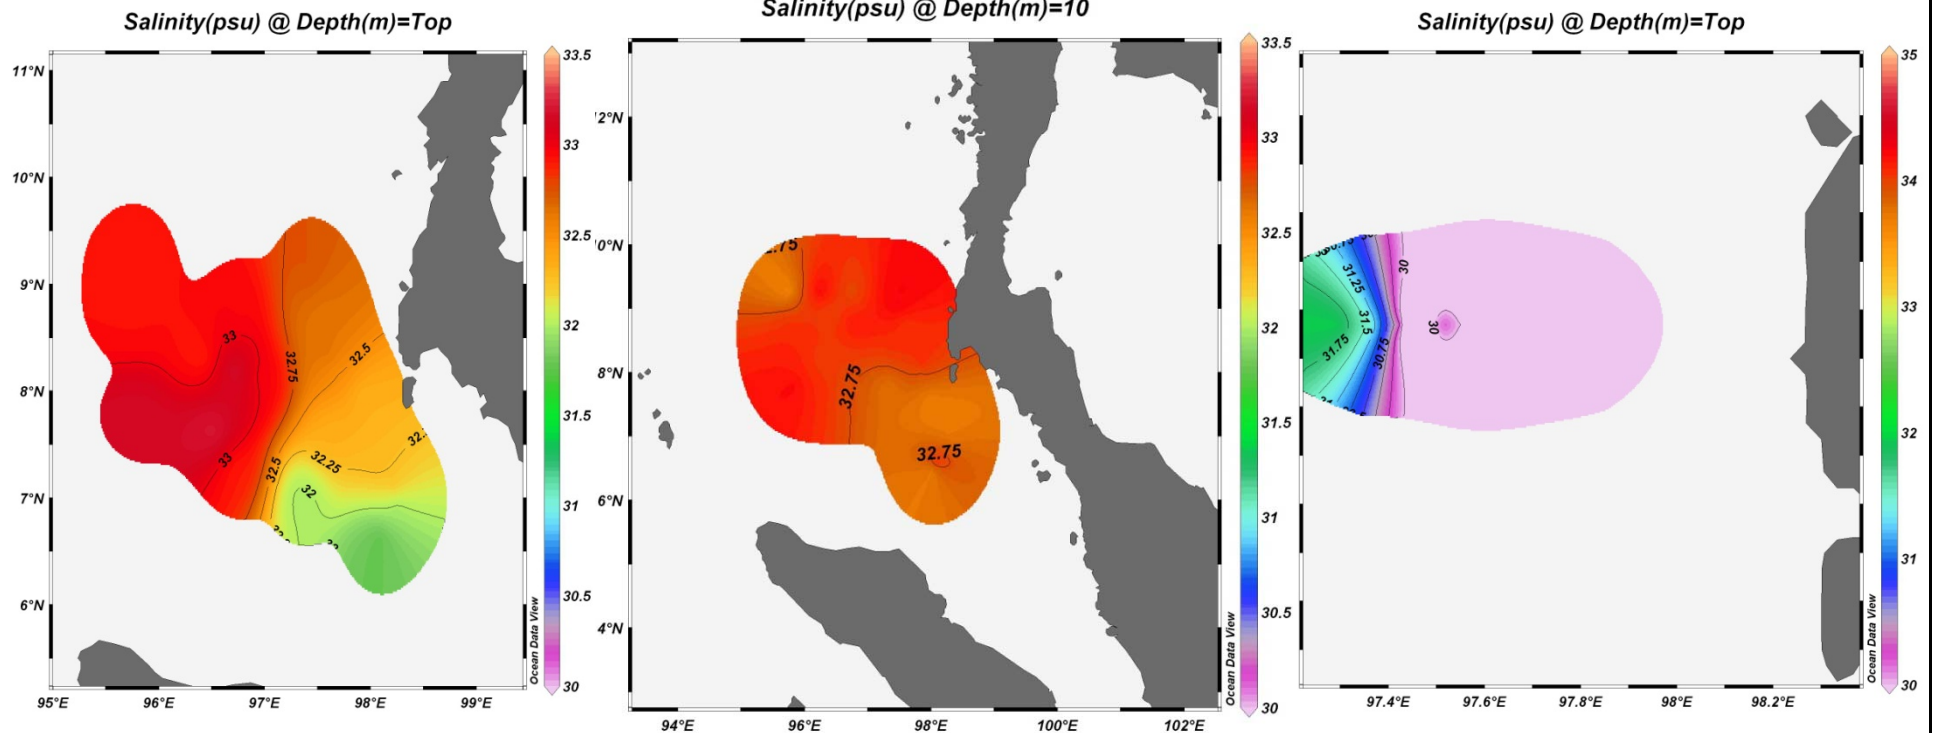 Salinity(psu) @ Depth(m)=Top
11°N
10°N
9°N
8°N
7°N
6°N
95°E
96°E
97°E
98°E
99°E
33
33
32.75
32.5
32.5
32.25
32
33.5
33
32.5
32
31.5
31
30.5
30
Ocean Data View
Salinity(psu) @ Depth(m)=10
12°N
10°N
8°N
6°N
4°N
94°E
96°E
98°E
100°E
102°E
2.75
32.75
32.75
33.5
33
32.5
32
31.5
31
30.5
30
Ocean Data View
Salinity(psu) @ Depth(m)=Top
97.4°E
97.6°E
97.8°E
98°E
98.2°E
31.25
31.5
31.75
30.75
30
30
35
34
33
32
31
30
Ocean Data View